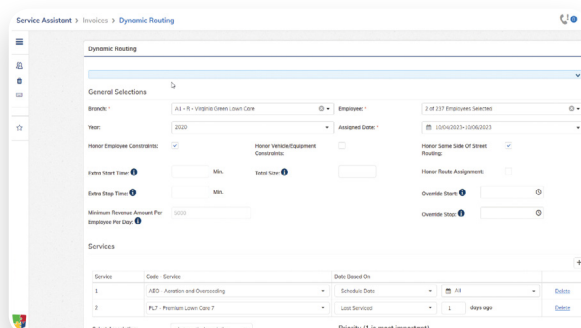 Service Assistant > Invoices > Dynamic Routing
Dynamic Routing
General Selections
Branch: * A1 - R - Virginia Green Lawn Care Employee: * 2 of 237 Employees Selected
Year: 2020 Assigned Date: * 10/04/2023-10/06/2023
Honor Employee Constraints: Honor Vehicle/Equipment Constraints: Honor Same Side Of Street Routing:
Extra Start Time: Min. Total Size: Honor Route Assignment:
Extra Stop Time: Min. Override Start:
Minimum Revenue Amount Per Employee Per Day: 5000 Override Stop:
Services
Service Code - Service Date Based On
1 AED - Aeration and Overseeding Schedule Date All Delete
2 PL7 - Premium Lawn Care 7 Last Serviced 1 days ago Delete
Priority (1 is most important)